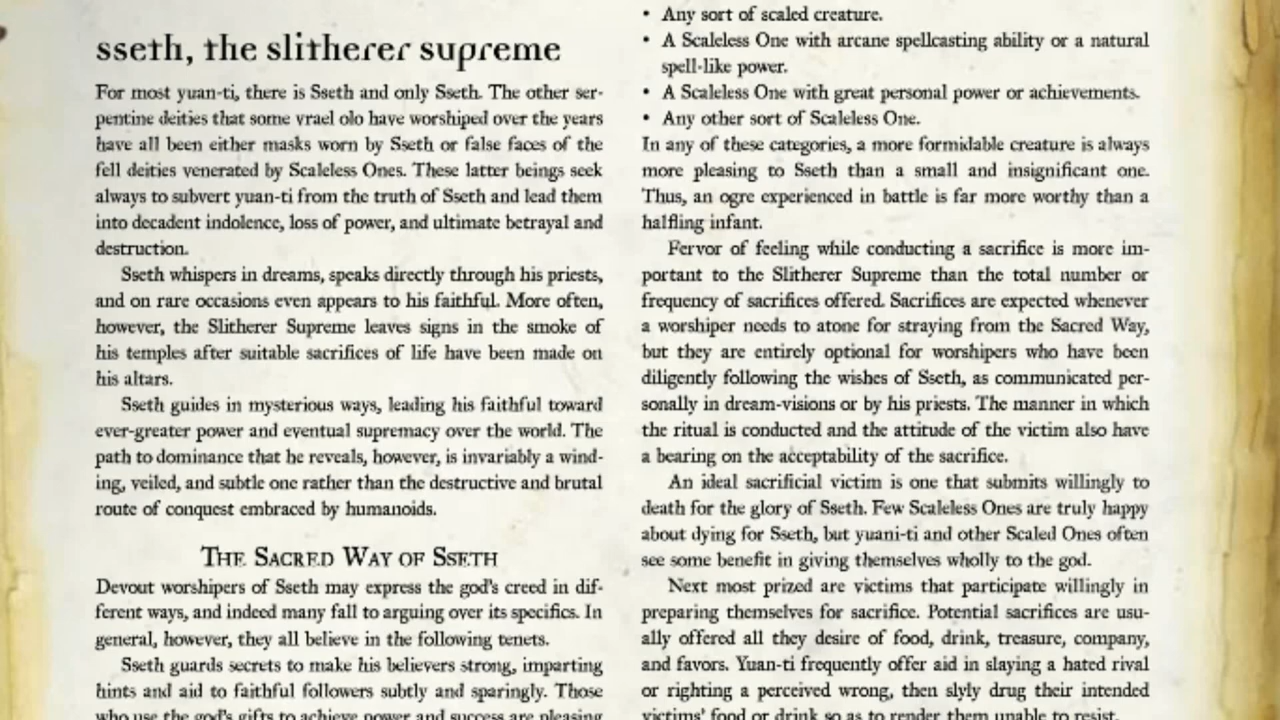 sseth, the slitherer supreme
For most yuan-ti, there is Sseth and only Sseth. The other ser-
pentine deities that some vrael olo have worshiped over the years
have all been either masks worn by Sseth or false faces of the
fell deities venerated by Scaleless Ones. These latter beings seek
always to subvert yuan-ti from the truth of Sseth and lead them
into decadent indolence, loss of power, and ultimate betrayal and
destruction.
Sseth whispers in dreams, speaks directly through his priests,
and on rare occasions even appears to his faithful. More often,
however, the Slitherer Supreme leaves signs in the smoke of
his temples after suitable sacrifices of life have been made on
his altars.
Sseth guides in mysterious ways, leading his faithful toward
ever-greater power and eventual supremacy over the world. The
path to dominance that he reveals, however, is invariably a wind-
ing, veiled, and subtle one rather than the destructive and brutal
route of conquest embraced by humanoids.
The Sacred Way of Sseth
Devout worshipers of Sseth may express the god's creed in dif-
ferent ways, and indeed many fall to arguing over its specifics. In
general, however, they all believe in the following tenets.
Sseth guards secrets to make his believers strong, imparting
hints and aid to faithful followers subtly and sparingly. Those
who use the god's gifts to achieve power and success are pleasing
• Any sort of scaled creature.
• A Scaleless One with arcane spellcasting ability or a natural
spell-like power.
• A Scaleless One with great personal power or achievements.
• Any other sort of Scaleless One.
In any of these categories, a more formidable creature is always
more pleasing to Sseth than a small and insignificant one.
Thus, an ogre experienced in battle is far more worthy than a
halfling infant.
Fervor of feeling while conducting a sacrifice is more im-
portant to the Slitherer Supreme than the total number or
frequency of sacrifices offered. Sacrifices are expected whenever
a worshiper needs to atone for straying from the Sacred Way,
but they are entirely optional for worshipers who have been
diligently following the wishes of Sseth, as communicated per-
sonally in dream-visions or by his priests. The manner in which
the ritual is conducted and the attitude of the victim also have
a bearing on the acceptability of the sacrifice.
An ideal sacrificial victim is one that submits willingly to
death for the glory of Sseth. Few Scaleless Ones are truly happy
about dying for Sseth, but yuani-ti and other Scaled Ones often
see some benefit in giving themselves wholly to the god.
Next most prized are victims that participate willingly in
preparing themselves for sacrifice. Potential sacrifices are usu-
ally offered all they desire of food, drink, treasure, company,
and favors. Yuan-ti frequently offer aid in slaying a hated rival
or righting a perceived wrong, then slyly drug their intended
victims' food or drink so as to render them unable to resist.